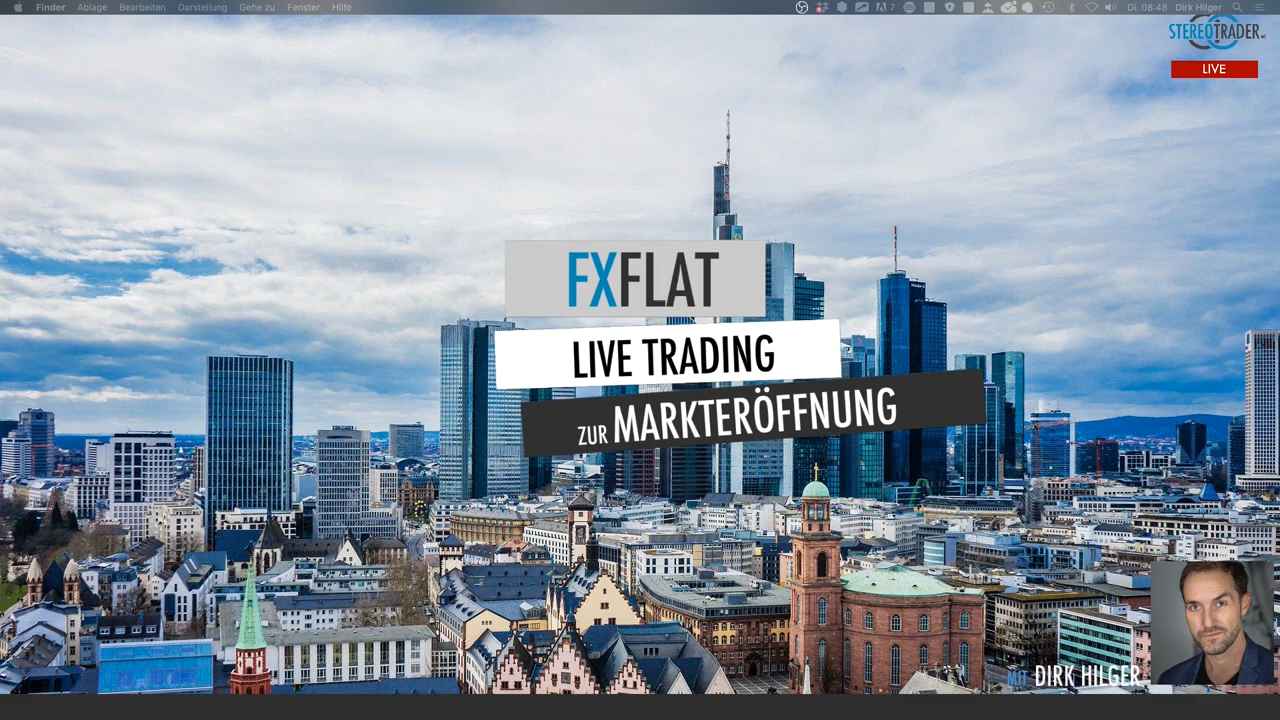 Finder Ablage Bearbeiten Darstellung Gehe zu Fenster Hilfe 7 Di. 08:48 Dirk Hilger
STEREOTRADER
LIVE
FXFLAT
LIVE TRADING
ZUR MARKTERÖFFNUNG
MIT DIRK HILGER